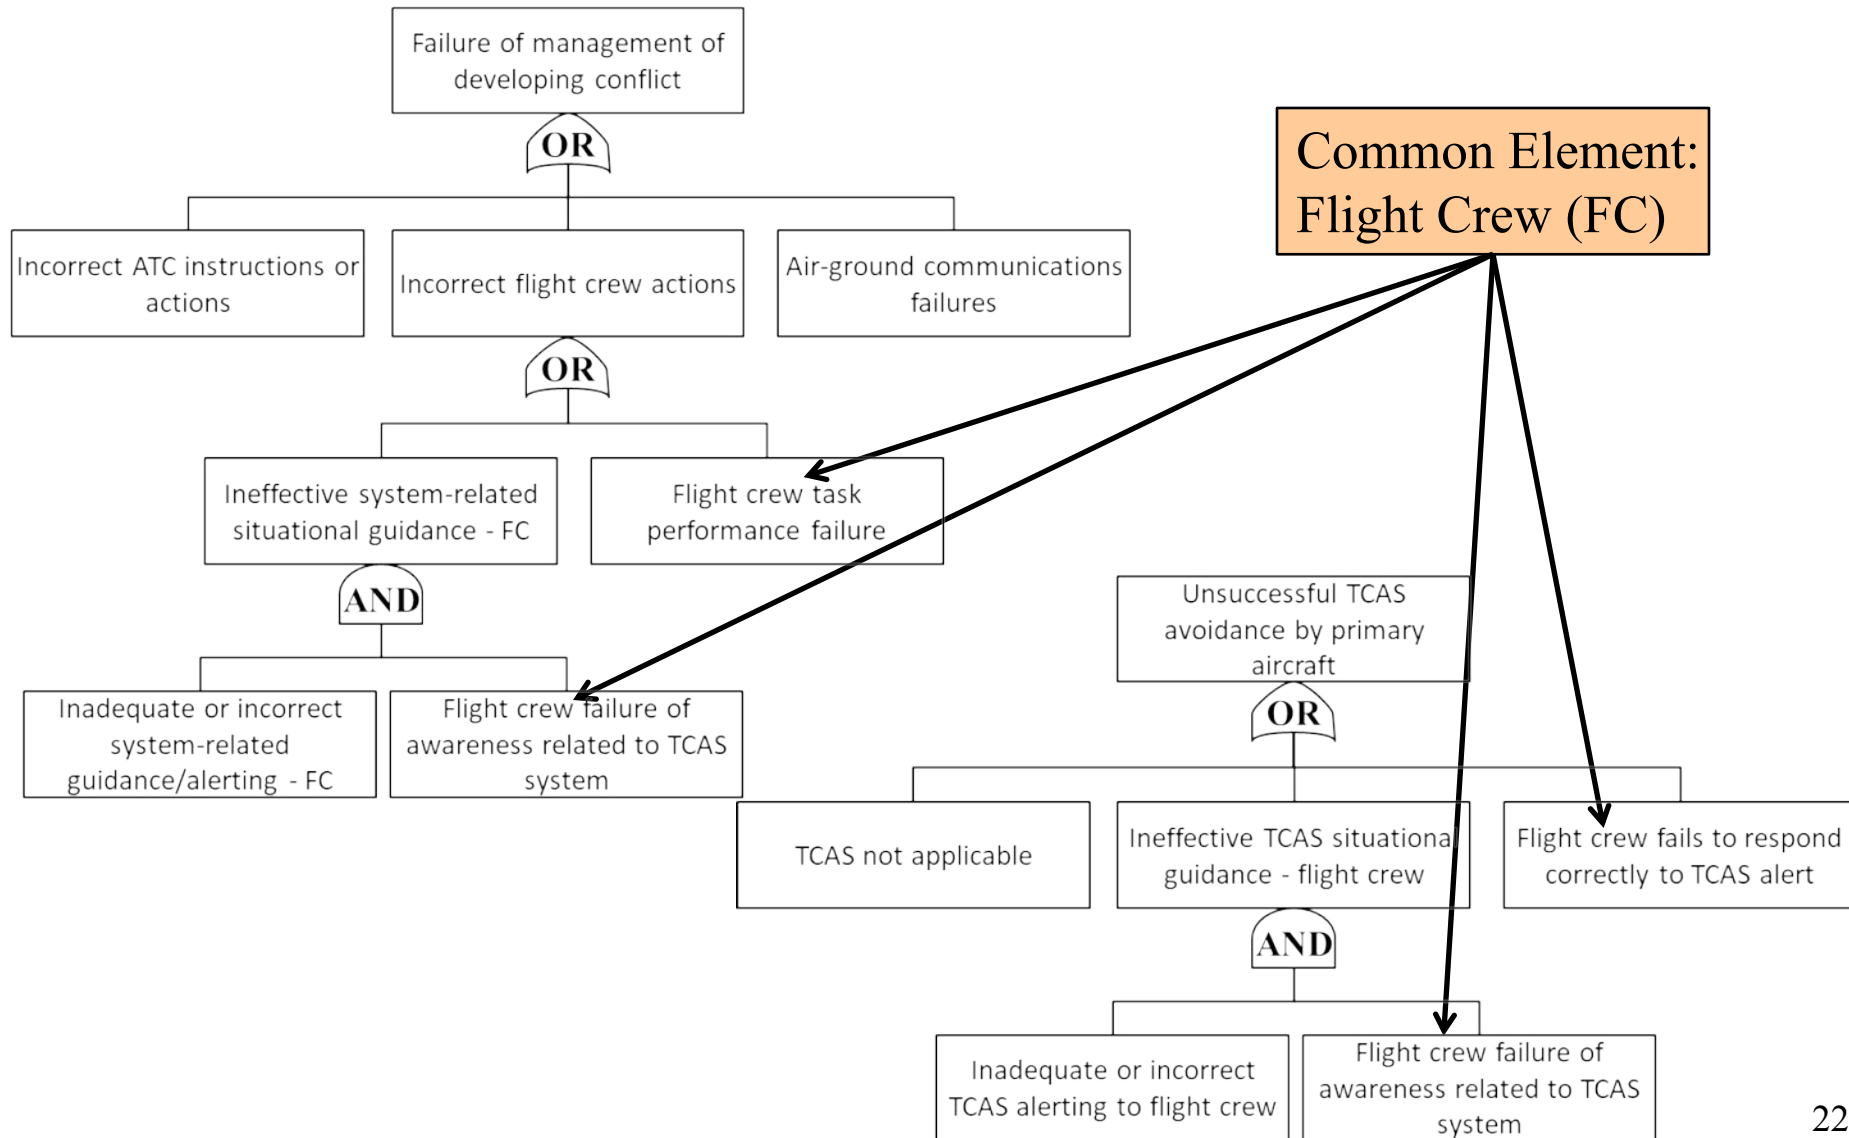 Failure of management of
developing conflict
OR
Common Element:
Flight Crew (FC)
Incorrect ATC instructions or
actions
Incorrect flight crew actions
Air-ground communications
failures
OR
Ineffective system-related
situational guidance - FC
Flight crew task
performance failure
AND
Inadequate or incorrect
system-related
guidance/alerting - FC
Flight crew failure of
awareness related to TCAS
system
Unsuccessful TCAS
avoidance by primary
aircraft
OR
TCAS not applicable
Ineffective TCAS situational
guidance - flight crew
Flight crew fails to respond
correctly to TCAS alert
AND
Inadequate or incorrect
TCAS alerting to flight crew
Flight crew failure of
awareness related to TCAS
system
22